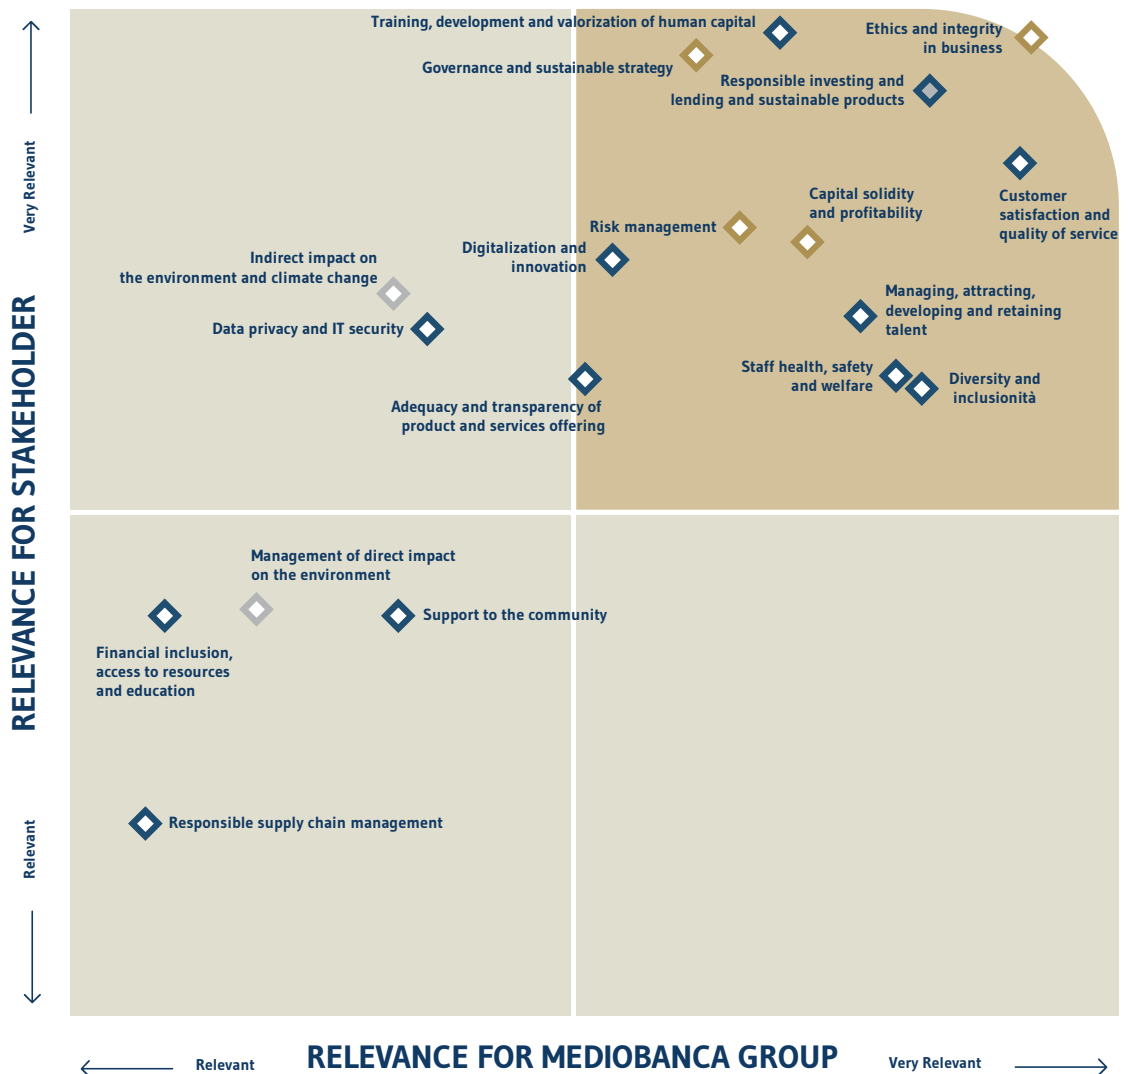 Training, development and valorization of human capital
Ethics and integrity
in business
Governance and sustainable strategy
Responsible investing and
lending and sustainable products
Very Relevant
Customer
satisfaction and
quality of service
Capital solidity
and profitability
Risk management
Digitalization and
innovation
Indirect impact on
the environment and climate change
Managing, attracting,
developing and retaining
talent
Data privacy and IT security
Staff health, safety
and welfare
Diversity and
inclusionità
Adequacy and transparency of
product and services offering
RELEVANCE FOR STAKEHOLDER
Management of direct impact
on the environment
Support to the community
Financial inclusion,
access to resources
and education
Responsible supply chain management
Relevant
Relevant
RELEVANCE FOR MEDIOBANCA GROUP
Very Relevant